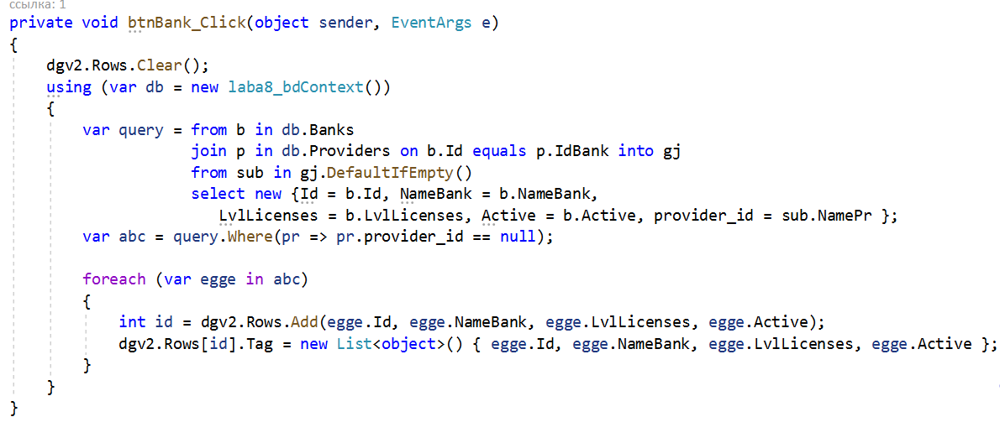 ссылка: 1
private void btnBank_Click(object sender, EventArgs e)
{
    dgv2.Rows.Clear();
    using (var db = new laba8_bdContext())
    {
        var query = from b in db.Banks
                    join p in db.Providers on b.Id equals p.IdBank into gj
                    from sub in gj.DefaultIfEmpty()
                    select new {Id = b.Id, NameBank = b.NameBank,
                       LvlLicenses = b.LvlLicenses, Active = b.Active, provider_id = sub.NamePr };
        var abc = query.Where(pr => pr.provider_id == null);

        foreach (var egge in abc)
        {
            int id = dgv2.Rows.Add(egge.Id, egge.NameBank, egge.LvlLicenses, egge.Active);
            dgv2.Rows[id].Tag = new List<object>() { egge.Id, egge.NameBank, egge.LvlLicenses, egge.Active };
        }
    }
}